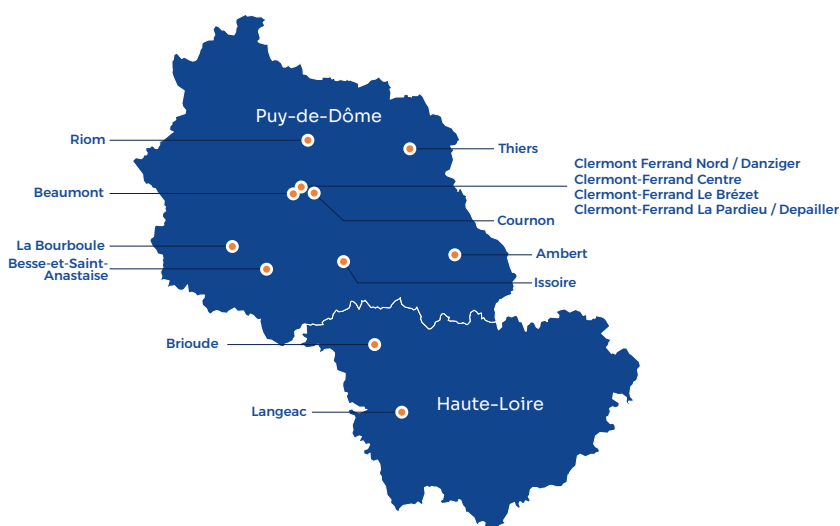 Puy-de-Dôme
Riom
Thiers
Clermont Ferrand Nord / Danziger
Clermont-Ferrand Centre
Clermont-Ferrand Le Brézet
Clermont-Ferrand La Pardieu / Depailler
Beaumont
Cournon
La Bourboule
Ambert
Besse-et-Saint-
Anastaise
Issoire
Brioude
Haute-Loire
Langeac